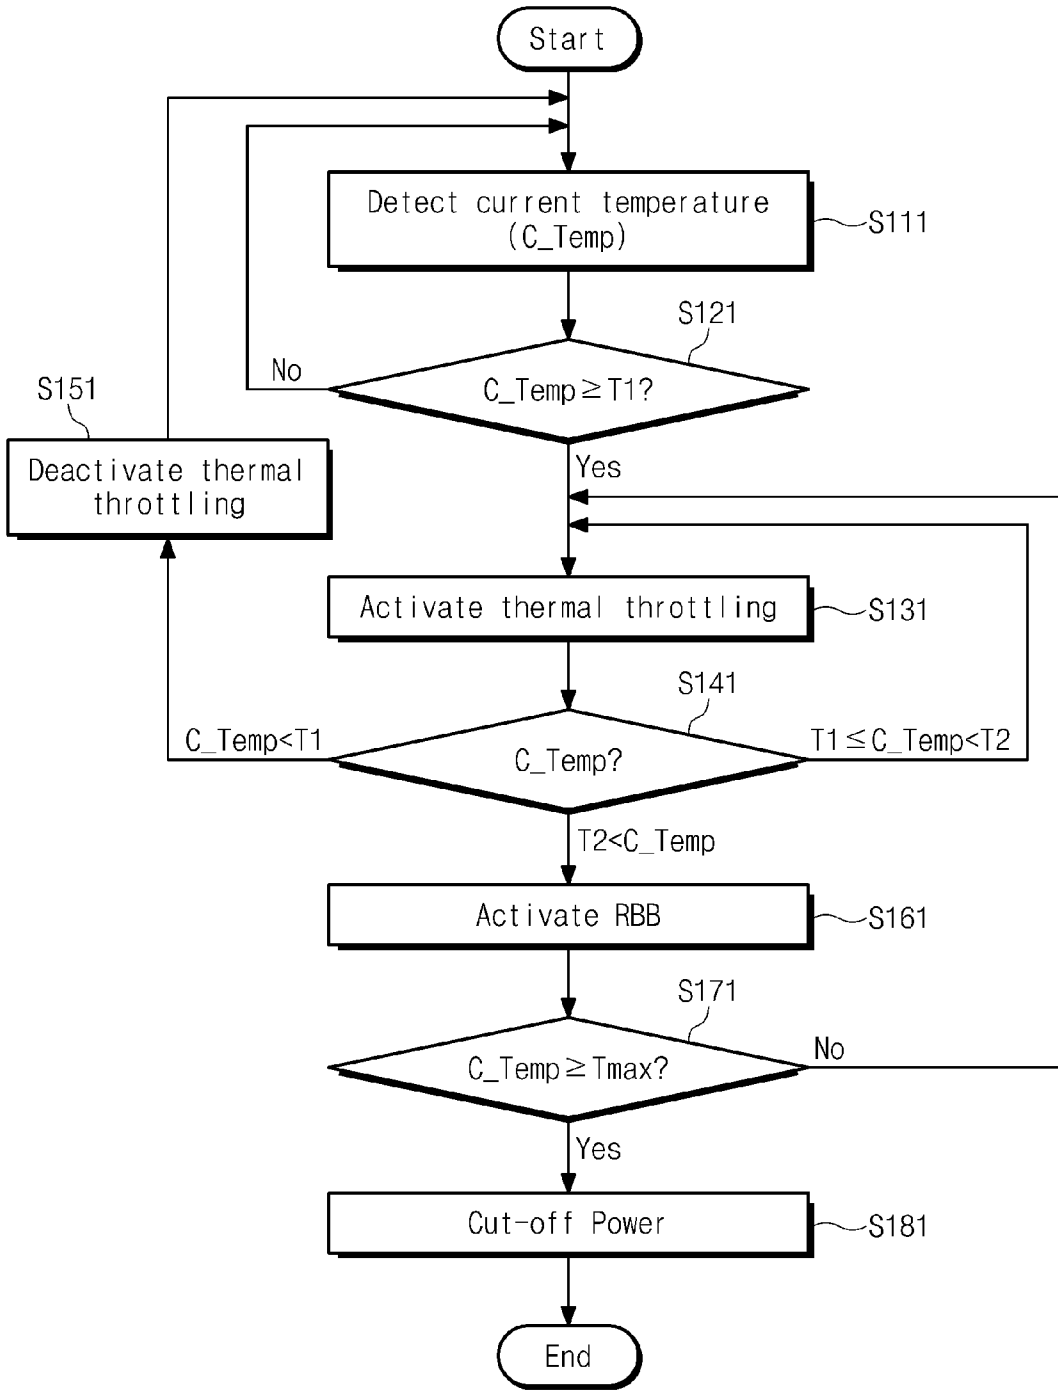 Start
Detect current temperature
(C_Temp)
S111
S121
C_Temp≧T1?
No
Yes
S151
Deactivate thermal
throttling
Activate thermal throttling
S131
S141
C_Temp?
C_Temp<T1
T1≦C_Temp<T2
T2<C_Temp
Activate RBB
S161
S171
C_Temp≧Tmax?
No
Yes
Cut-off Power
S181
End